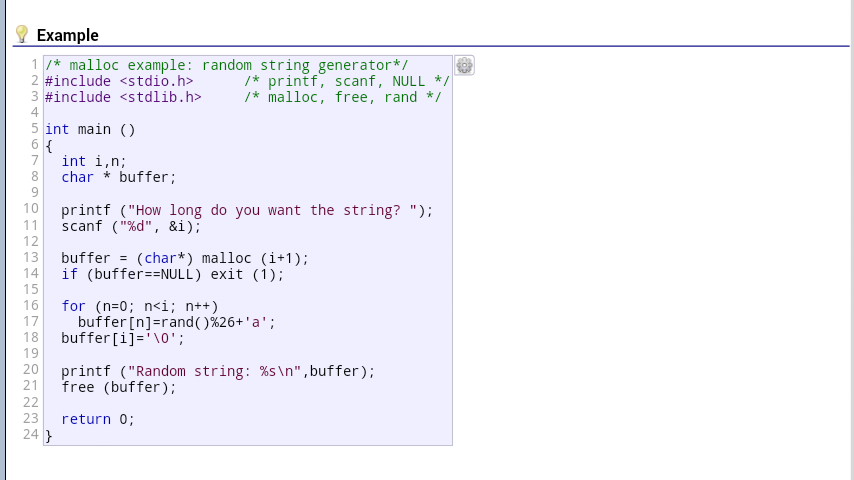 Example
1 /* malloc example: random string generator*/
2 #include <stdio.h>      /* printf, scanf, NULL */
3 #include <stdlib.h>     /* malloc, free, rand */
4
5 int main ()
6 {
7   int i,n;
8   char * buffer;
9
10   printf ("How long do you want the string? ");
11   scanf ("%d", &i);
12
13   buffer = (char*) malloc (i+1);
14   if (buffer==NULL) exit (1);
15
16   for (n=0; n<i; n++)
17     buffer[n]=rand()%26+'a';
18   buffer[i]='\0';
19
20   printf ("Random string: %s\n",buffer);
21   free (buffer);
22
23   return 0;
24 }